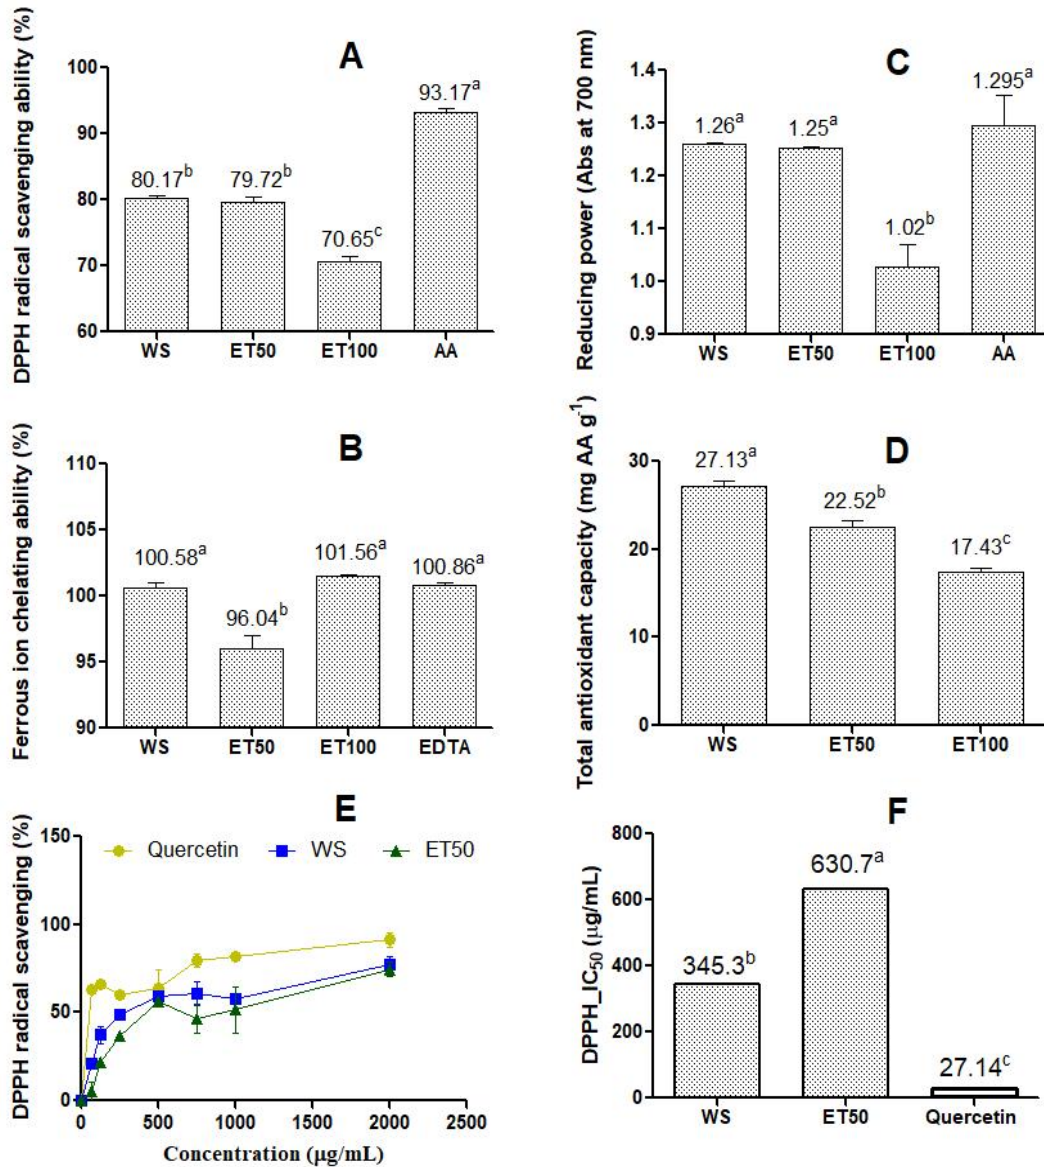 A
DPPH radical scavenging ability (%)
100
90
80
70
60
80.17b
79.72b
70.65c
93.17a
WS
ET50
ET100
AA
C
Reducing power (Abs at 700 nm)
1.4
1.3
1.2
1.1
1.0
0.9
1.26a
1.25a
1.02b
1.295a
WS
ET50
ET100
AA
B
Ferrous ion chelating ability (%)
110
105
100
95
90
100.58a
96.04b
101.56a
100.86a
WS
ET50
ET100
EDTA
D
Total antioxidant capacity (mg AA g-1)
30
20
10
0
27.13a
22.52b
17.43c
WS
ET50
ET100
E
DPPH radical scavenging (%)
150
100
50
0
Quercetin
WS
ET50
0
500
1000
1500
2000
2500
Concentration (µg/mL)
F
DPPH_IC50 (µg/mL)
800
600
400
200
0
345.3b
630.7a
27.14c
WS
ET50
Quercetin